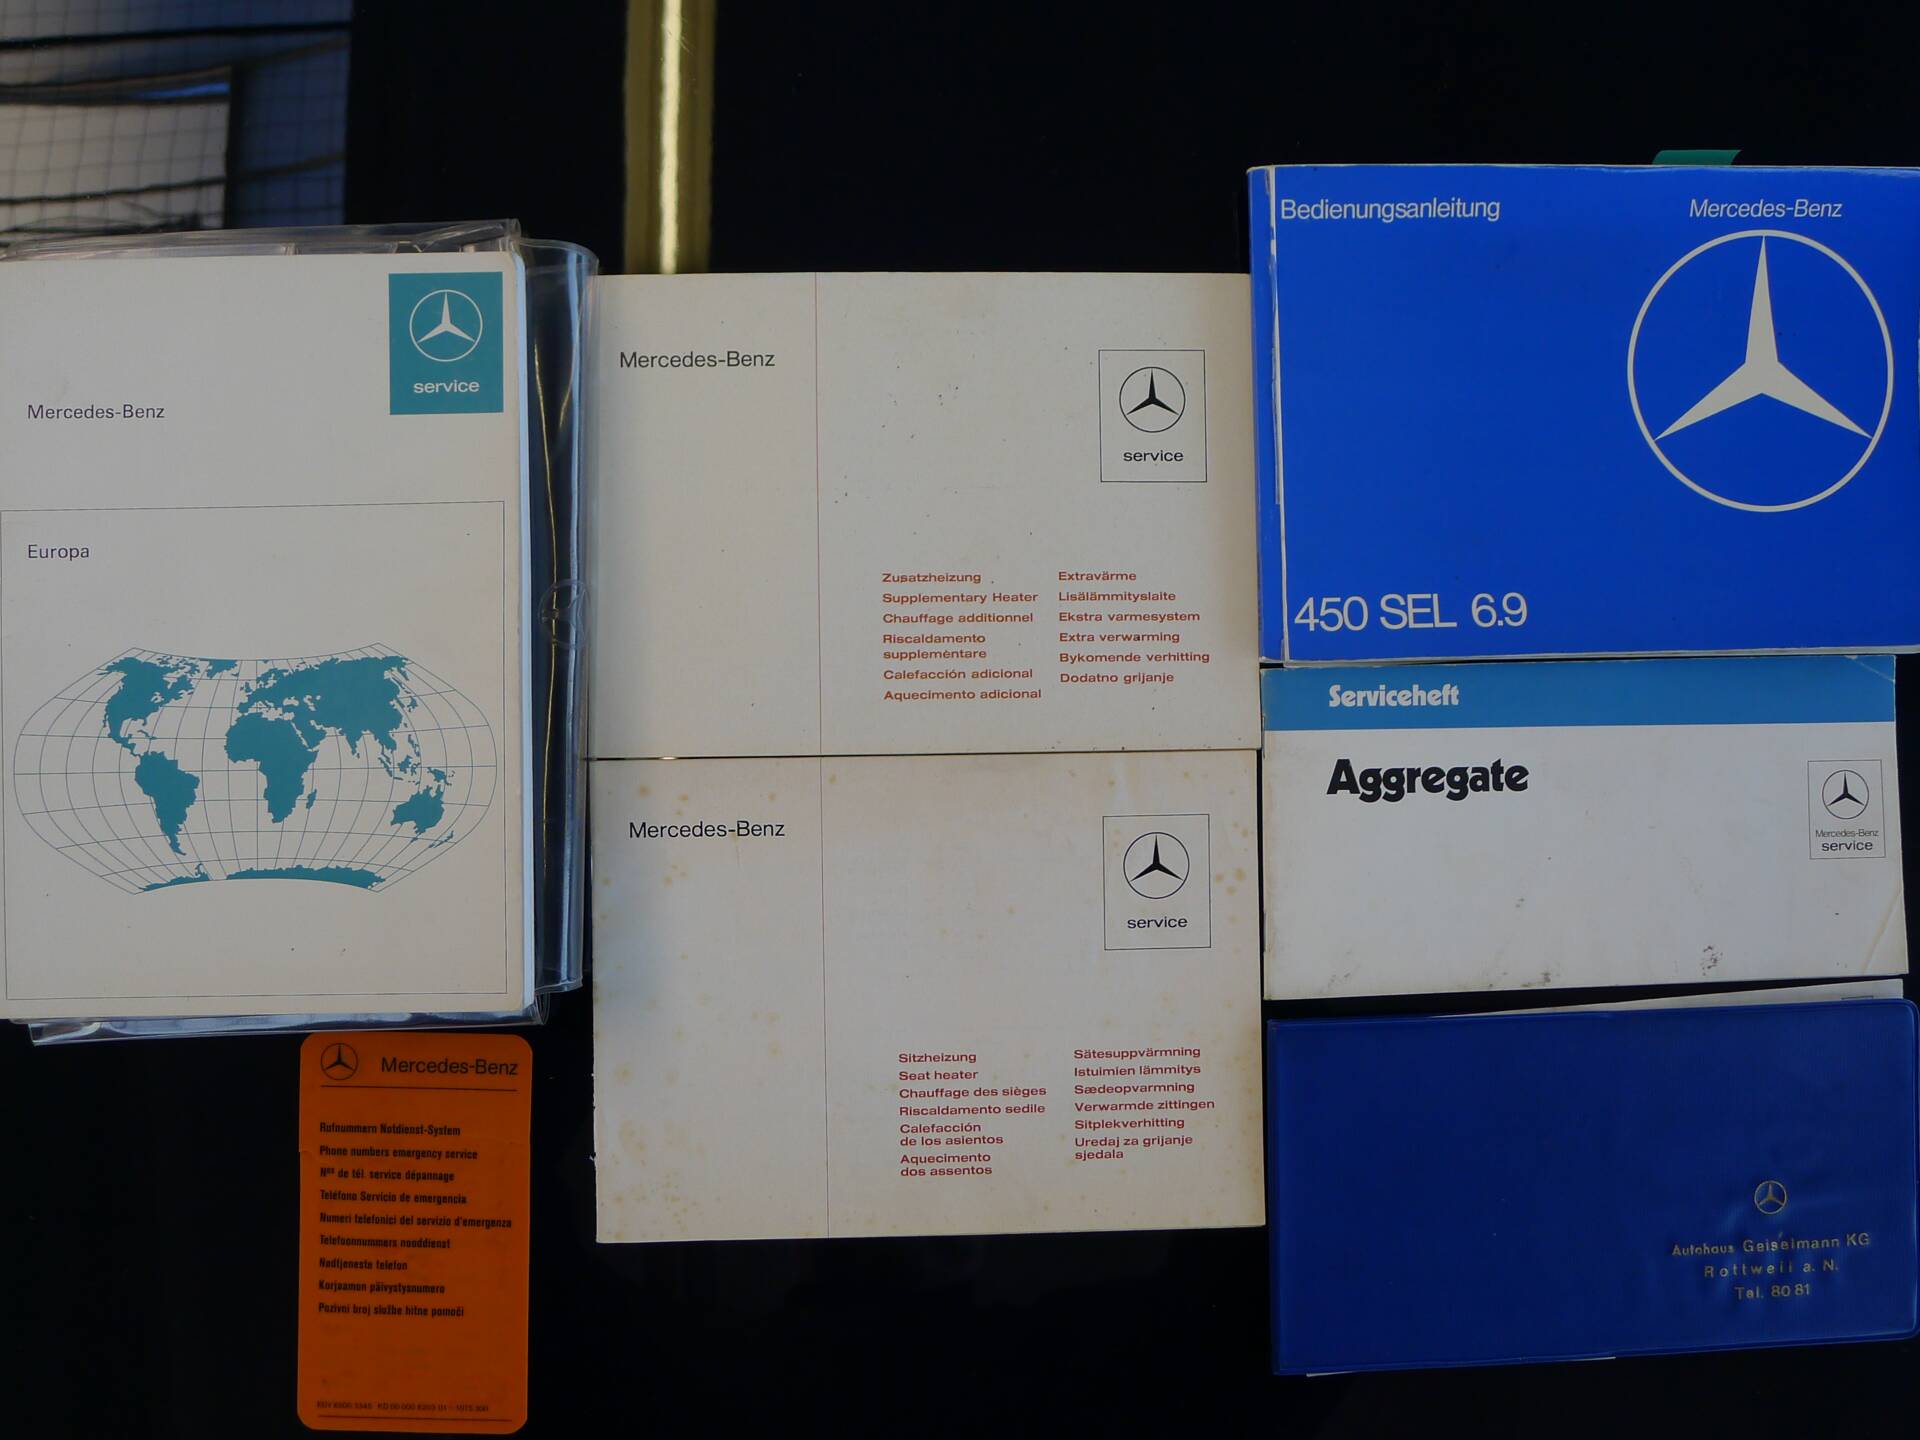 service
Mercedes-Benz
Europa
Mercedes-Benz
Rufnummern Notdienst-System
Phone numbers emergency service
Nos de tél. service dépannage
Teléfono Servicio de emergencia
Numeri telefonici del servizio d'emergenza
Telefoonnummers nooddienst
Nødtjeneste telefon
Korjaamon päivystysnumero
Pozivni broj službe hitne pomoći
Mercedes-Benz
service
Zusatzheizung
Supplementary Heater
Chauffage additionnel
Riscaldamento
supplementare
Calefacción adicional
Aquecimento adicional
Extravärme
Lisälämmityslaite
Ekstra varmesystem
Extra verwarming
Bykomende verhitting
Dodatno grijanje
Mercedes-Benz
service
Sitzheizung
Seat heater
Chauffage des sièges
Riscaldamento sedile
Calefacción
de los asientos
Aquecimento
dos assentos
Sätesuppvärmning
Istuimien lämmitys
Sædeopvarmning
Verwarmde zittingen
Sitplekverhitting
Uredaj za grijanje
sjedala
Bedienungsanleitung
Mercedes-Benz
450 SEL 6.9
Serviceheft
Aggregate
Mercedes-Benz
service
Autohaus Geiselmann KG
Rottweil a. N.
Tel. 80 81